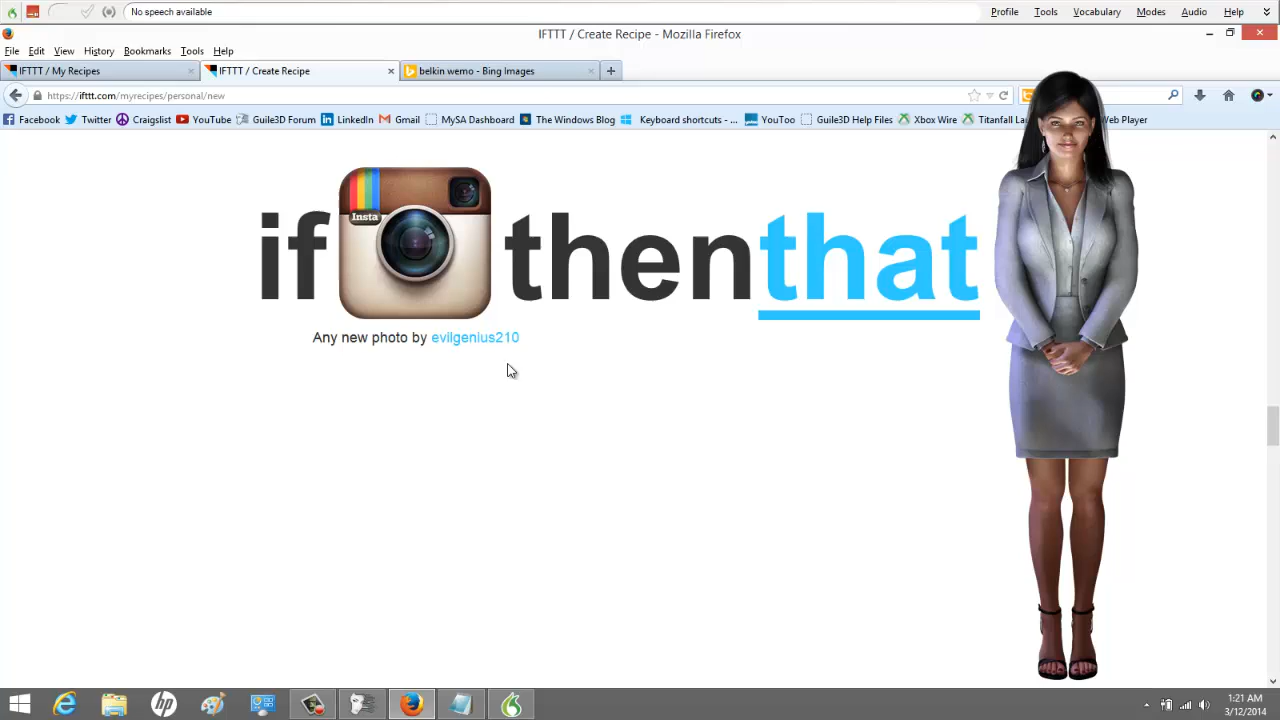 No speech available
Profile Tools Vocabulary Modes Audio Help
IFTTT / Create Recipe - Mozilla Firefox
File Edit View History Bookmarks Tools Help
IFTTT / My Recipes
IFTTT / Create Recipe
belkin wemo - Bing Images
https://ifttt.com/myrecipes/personal/new
Facebook Twitter Craigslist YouTube Guile3D Forum LinkedIn Gmail MySA Dashboard The Windows Blog Keyboard shortcuts - ... YouToo Guile3D Help Files Xbox Wire Titanfall La Web Player
Insta
if then that
Any new photo by evilgenius210
hp
1:21 AM
3/12/2014